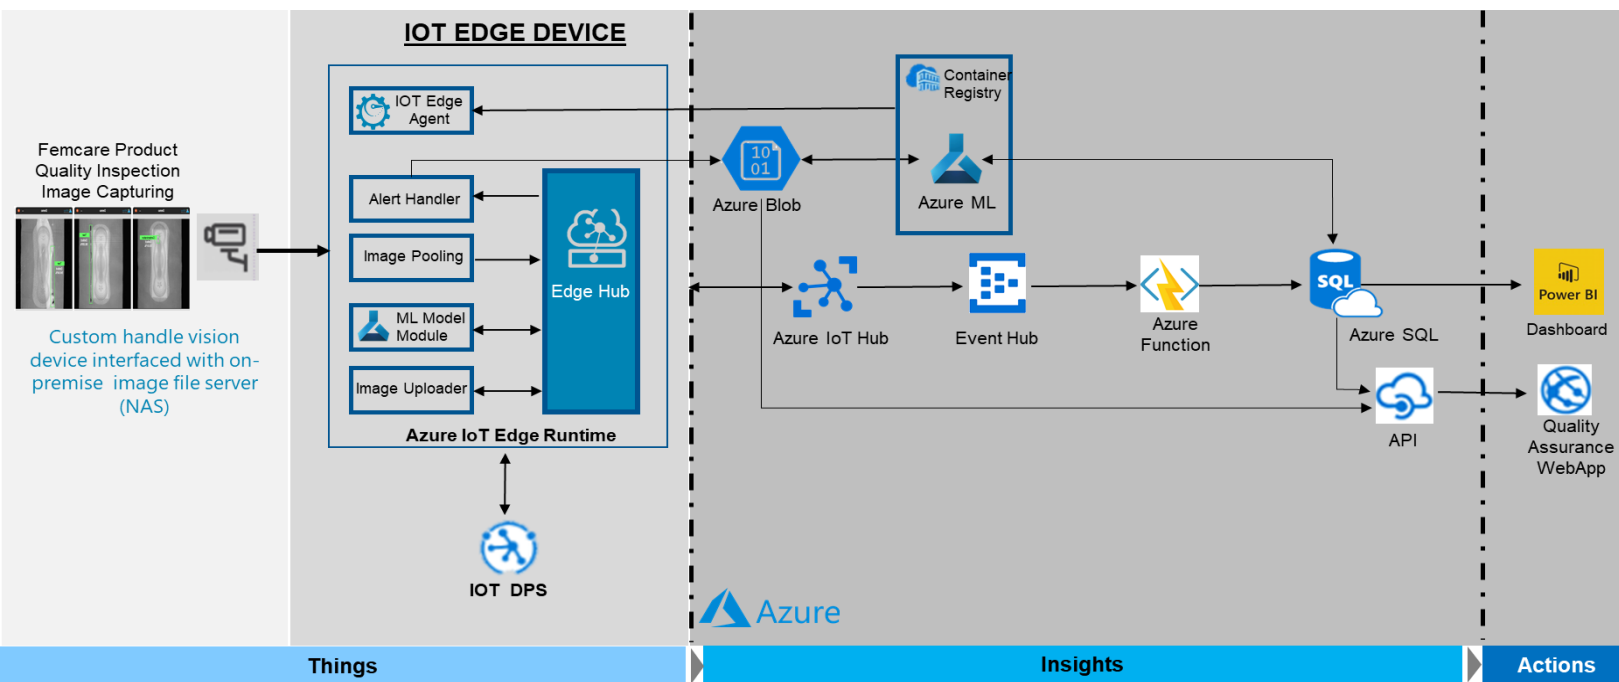 IOT EDGE DEVICE
Femcare Product
Quality Inspection
Image Capturing
Custom handle vision
device interfaced with on-
premise image file server
(NAS)
IOT Edge
Agent
Alert Handler
Image Pooling
ML Model
Module
Image Uploader
Edge Hub
Azure IoT Edge Runtime
IOT DPS
Container
Registry
10
01
Azure Blob
Azure ML
Azure IoT Hub
Event Hub
Azure
Function
SQL
Azure SQL
API
Power BI
Dashboard
Quality
Assurance
WebApp
Azure
Things
Insights
Actions